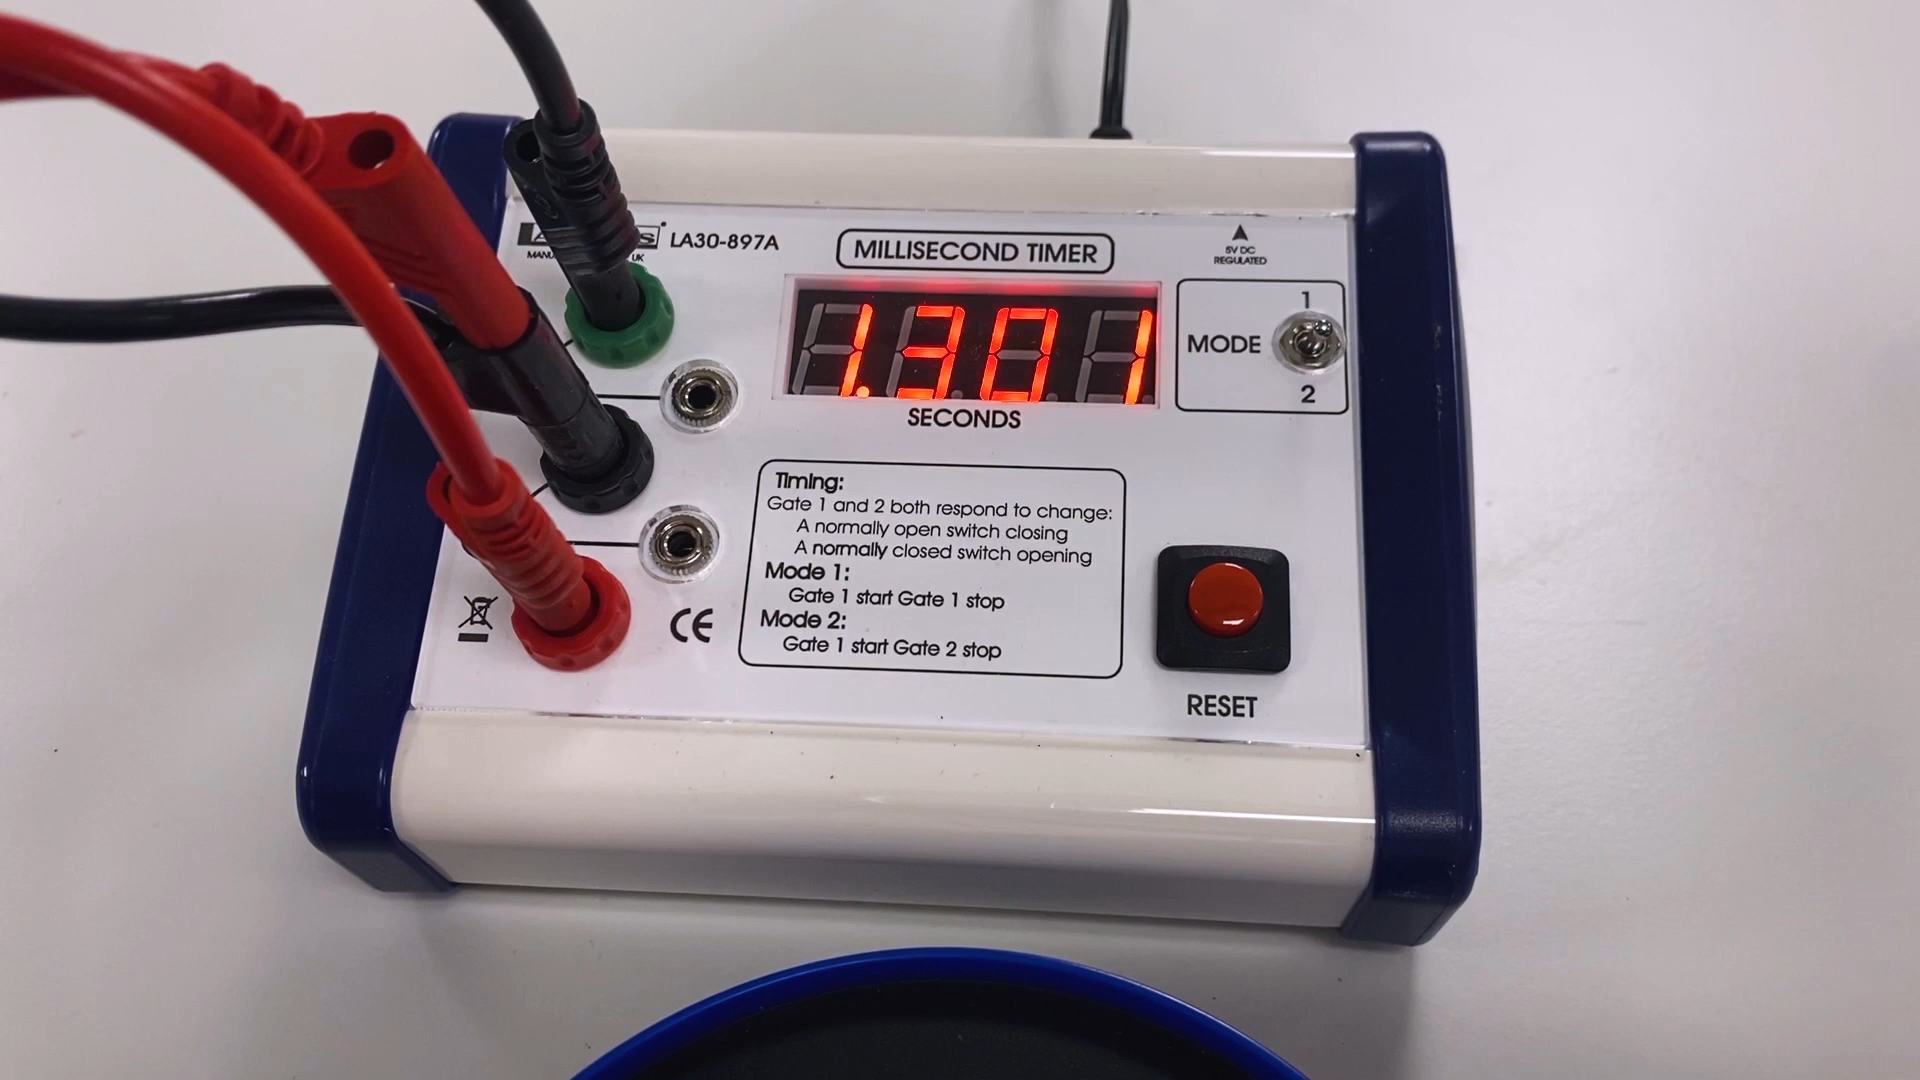 LA30-897A
MILLISECOND TIMER
5V DC
REGULATED
UK
1.301
SECONDS
1
MODE
2
Timing:
Gate 1 and 2 both respond to change:
A normally open switch closing
A normally closed switch opening
Mode 1:
Gate 1 start Gate 1 stop
Mode 2:
Gate 1 start Gate 2 stop
CE
RESET